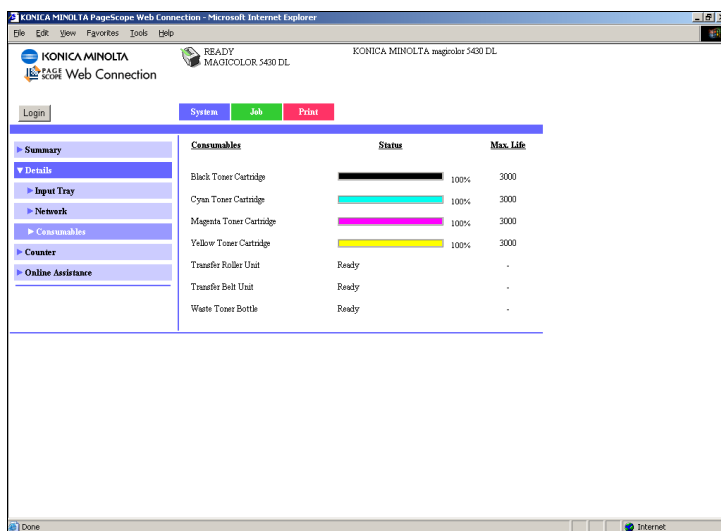 KONICA MINOLTA PageScope Web Connection - Microsoft Internet Explorer
File Edit View Favorites Tools Help
KONICA MINOLTA
PAGE SCOPE Web Connection
READY
MAGICOLOR 5430 DL
KONICA MINOLTA magicolor 5430 DL
Login
System Job Print
Summary
Details
Input Tray
Network
Consumables
Counter
Online Assistance
Consumables Status Max. Life
Black Toner Cartridge 100% 3000
Cyan Toner Cartridge 100% 3000
Magenta Toner Cartridge 100% 3000
Yellow Toner Cartridge 100% 3000
Transfer Roller Unit Ready -
Transfer Belt Unit Ready -
Waste Toner Bottle Ready -
Done Internet